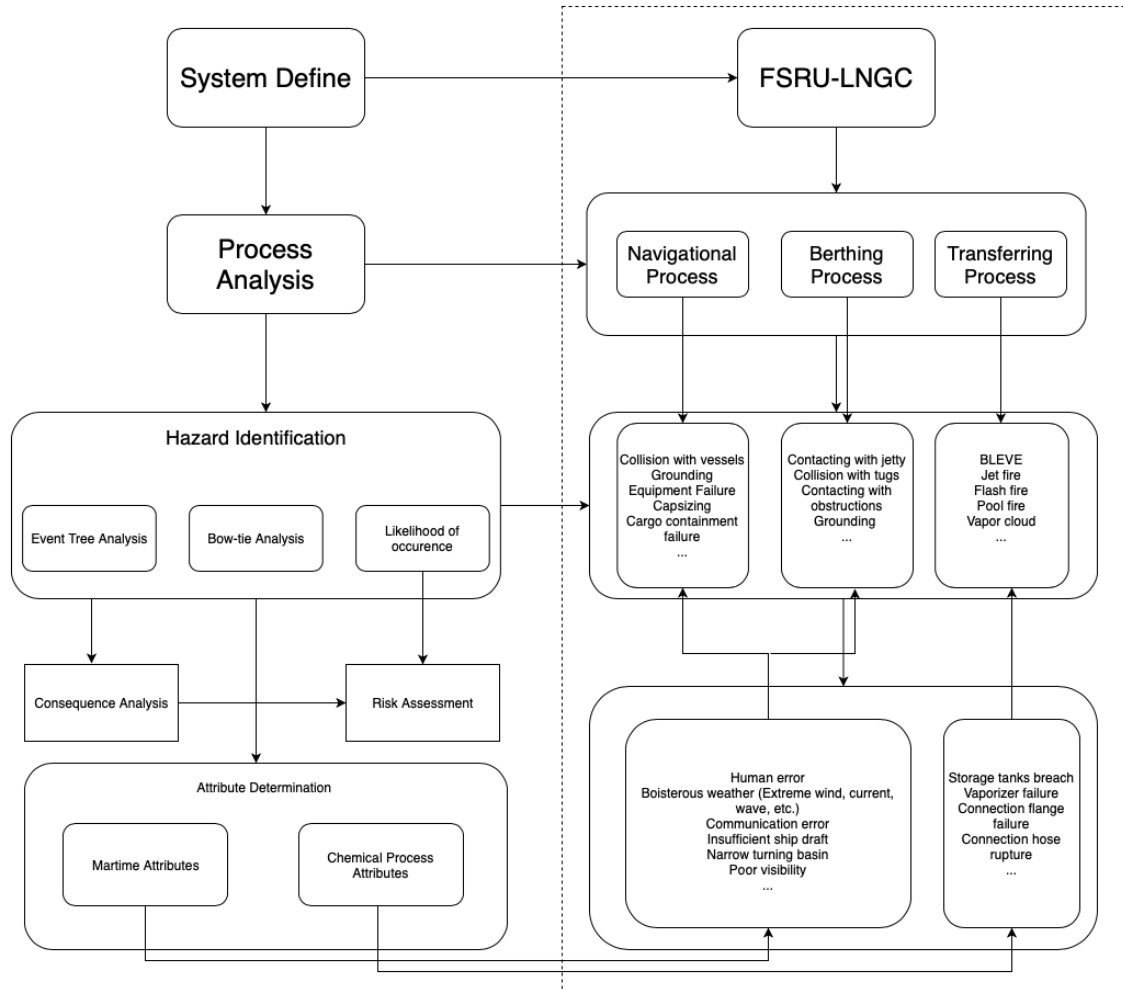 System Define
FSRU-LNGC
Process
Analysis
Navigational
Process
Berthing
Process
Transferring
Process
Hazard Identification
Event Tree Analysis
Bow-tie Analysis
Likelihood of
occurence
Collision with vessels
Grounding
Equipment Failure
Capsizing
Cargo containment
failure
...
Contacting with jetty
Collision with tugs
Contacting with
obstructions
Grounding
...
BLEVE
Jet fire
Flash fire
Pool fire
Vapor cloud
...
Consequence Analysis
Risk Assessment
Attribute Determination
Martime Attributes
Chemical Process
Attributes
Human error
Boisterous weather (Extreme wind, current,
wave, etc.)
Communication error
Insufficient ship draft
Narrow turning basin
Poor visibility
...
Storage tanks breach
Vaporizer failure
Connection flange
failure
Connection hose
rupture
...